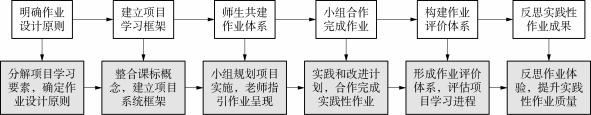 明确作业
设计原则
建立项目
学习框架
师生共建
作业体系
小组合作
完成作业
构建作业
评价体系
反思实践性
作业成果
分解项目学习
要素，确定作
业设计原则
整合课标概
念，建立项目
系统框架
小组规划项目
实施，老师指
引作业呈现
实践和改进计
划，合作完成
实践性作业
形成作业评价
体系，评估项
目学习进程
反思作业体
验，提升实践
性作业质量